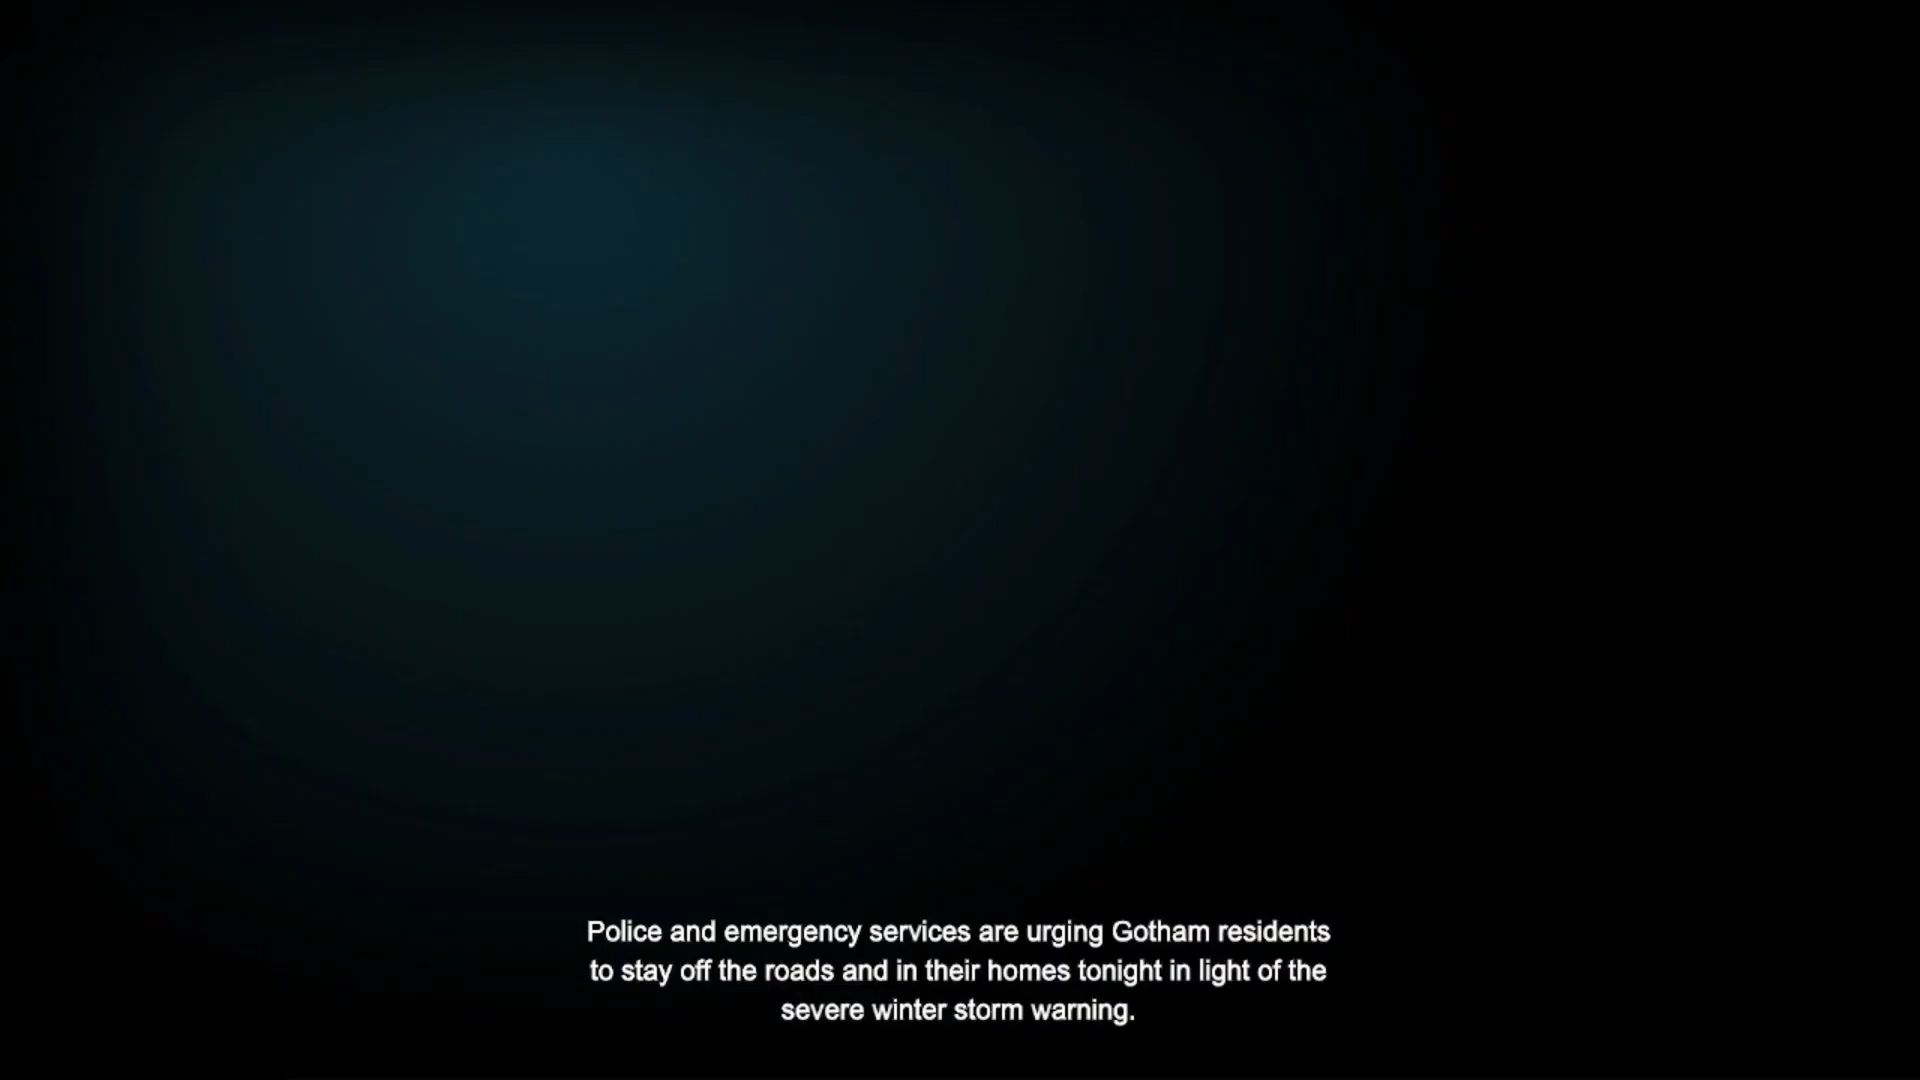 Police and emergency services are urging Gotham residents
to stay off the roads and in their homes tonight in light of the
severe winter storm warning.